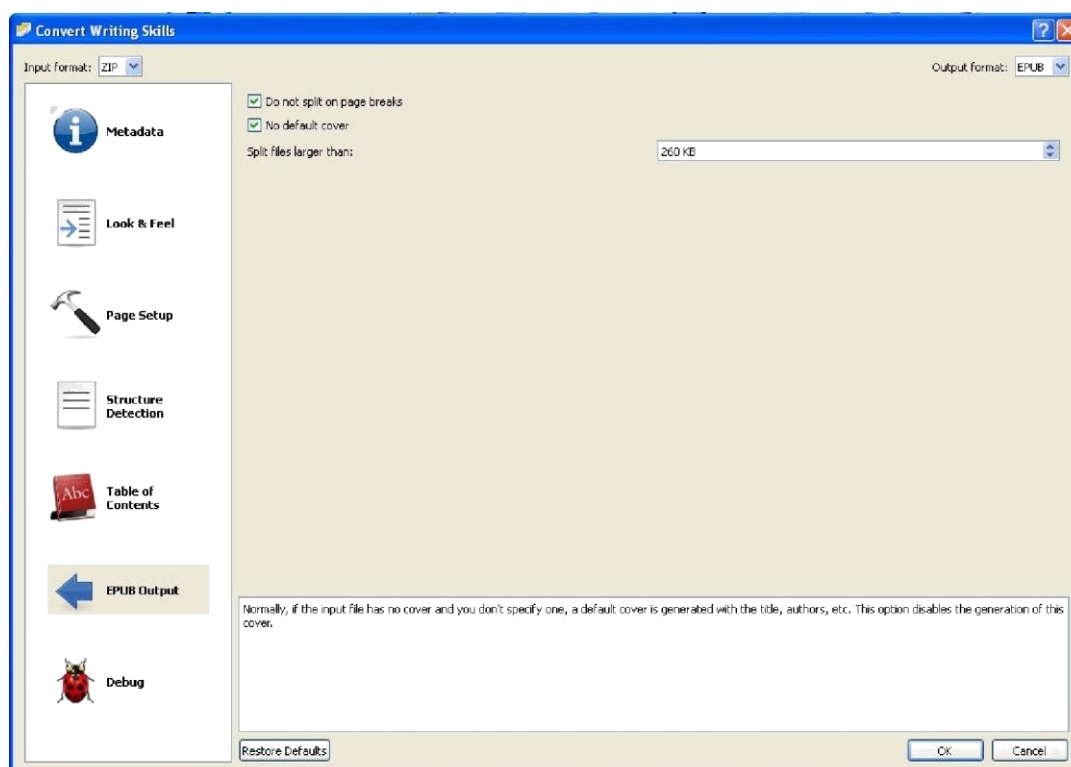 Convert Writing Skills
Input format: ZIP
Output format: EPUB
Metadata
Look & Feel
Page Setup
Structure
Detection
Abc
Table of
Contents
EPUB Output
Debug
Do not split on page breaks
No default cover
Split files larger than: 260 KB
Normally, if the input file has no cover and you don't specify one, a default cover is generated with the title, authors, etc. This option disables the generation of this
cover.
Restore Defaults
OK
Cancel